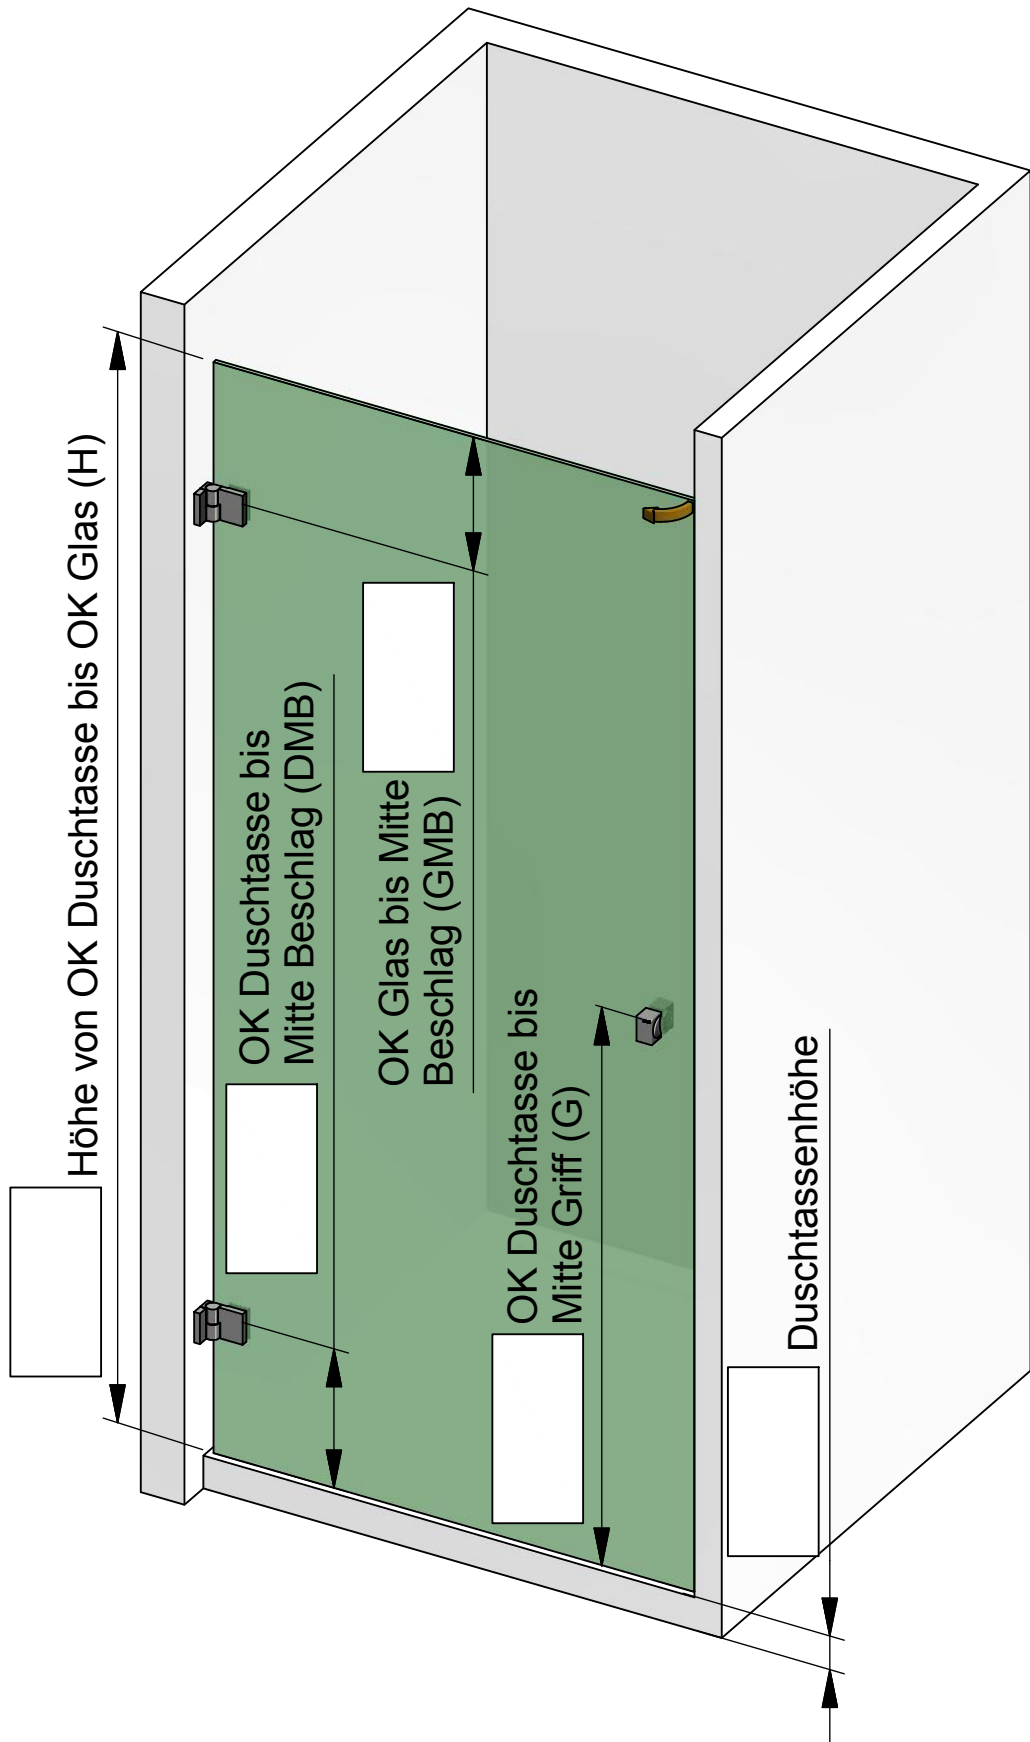 Höhe von OK Duschtasse bis OK Glas (H)
OK Duschtasse bis
Mitte Beschlag (DMB)
OK Glas bis Mitte
Beschlag (GMB)
OK Duschtasse bis
Mitte Griff (G)
Duschtassenhöhe